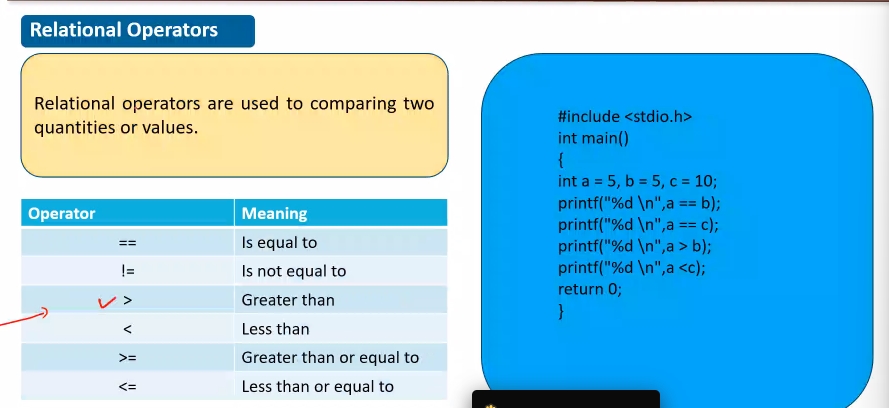 Relational Operators
Relational operators are used to comparing two
quantities or values.
Operator Meaning
== Is equal to
!= Is not equal to
> Greater than
< Less than
>= Greater than or equal to
<= Less than or equal to
#include <stdio.h>
int main()
{
int a = 5, b = 5, c = 10;
printf("%d \n",a == b);
printf("%d \n",a == c);
printf("%d \n",a > b);
printf("%d \n",a <c);
return 0;
}